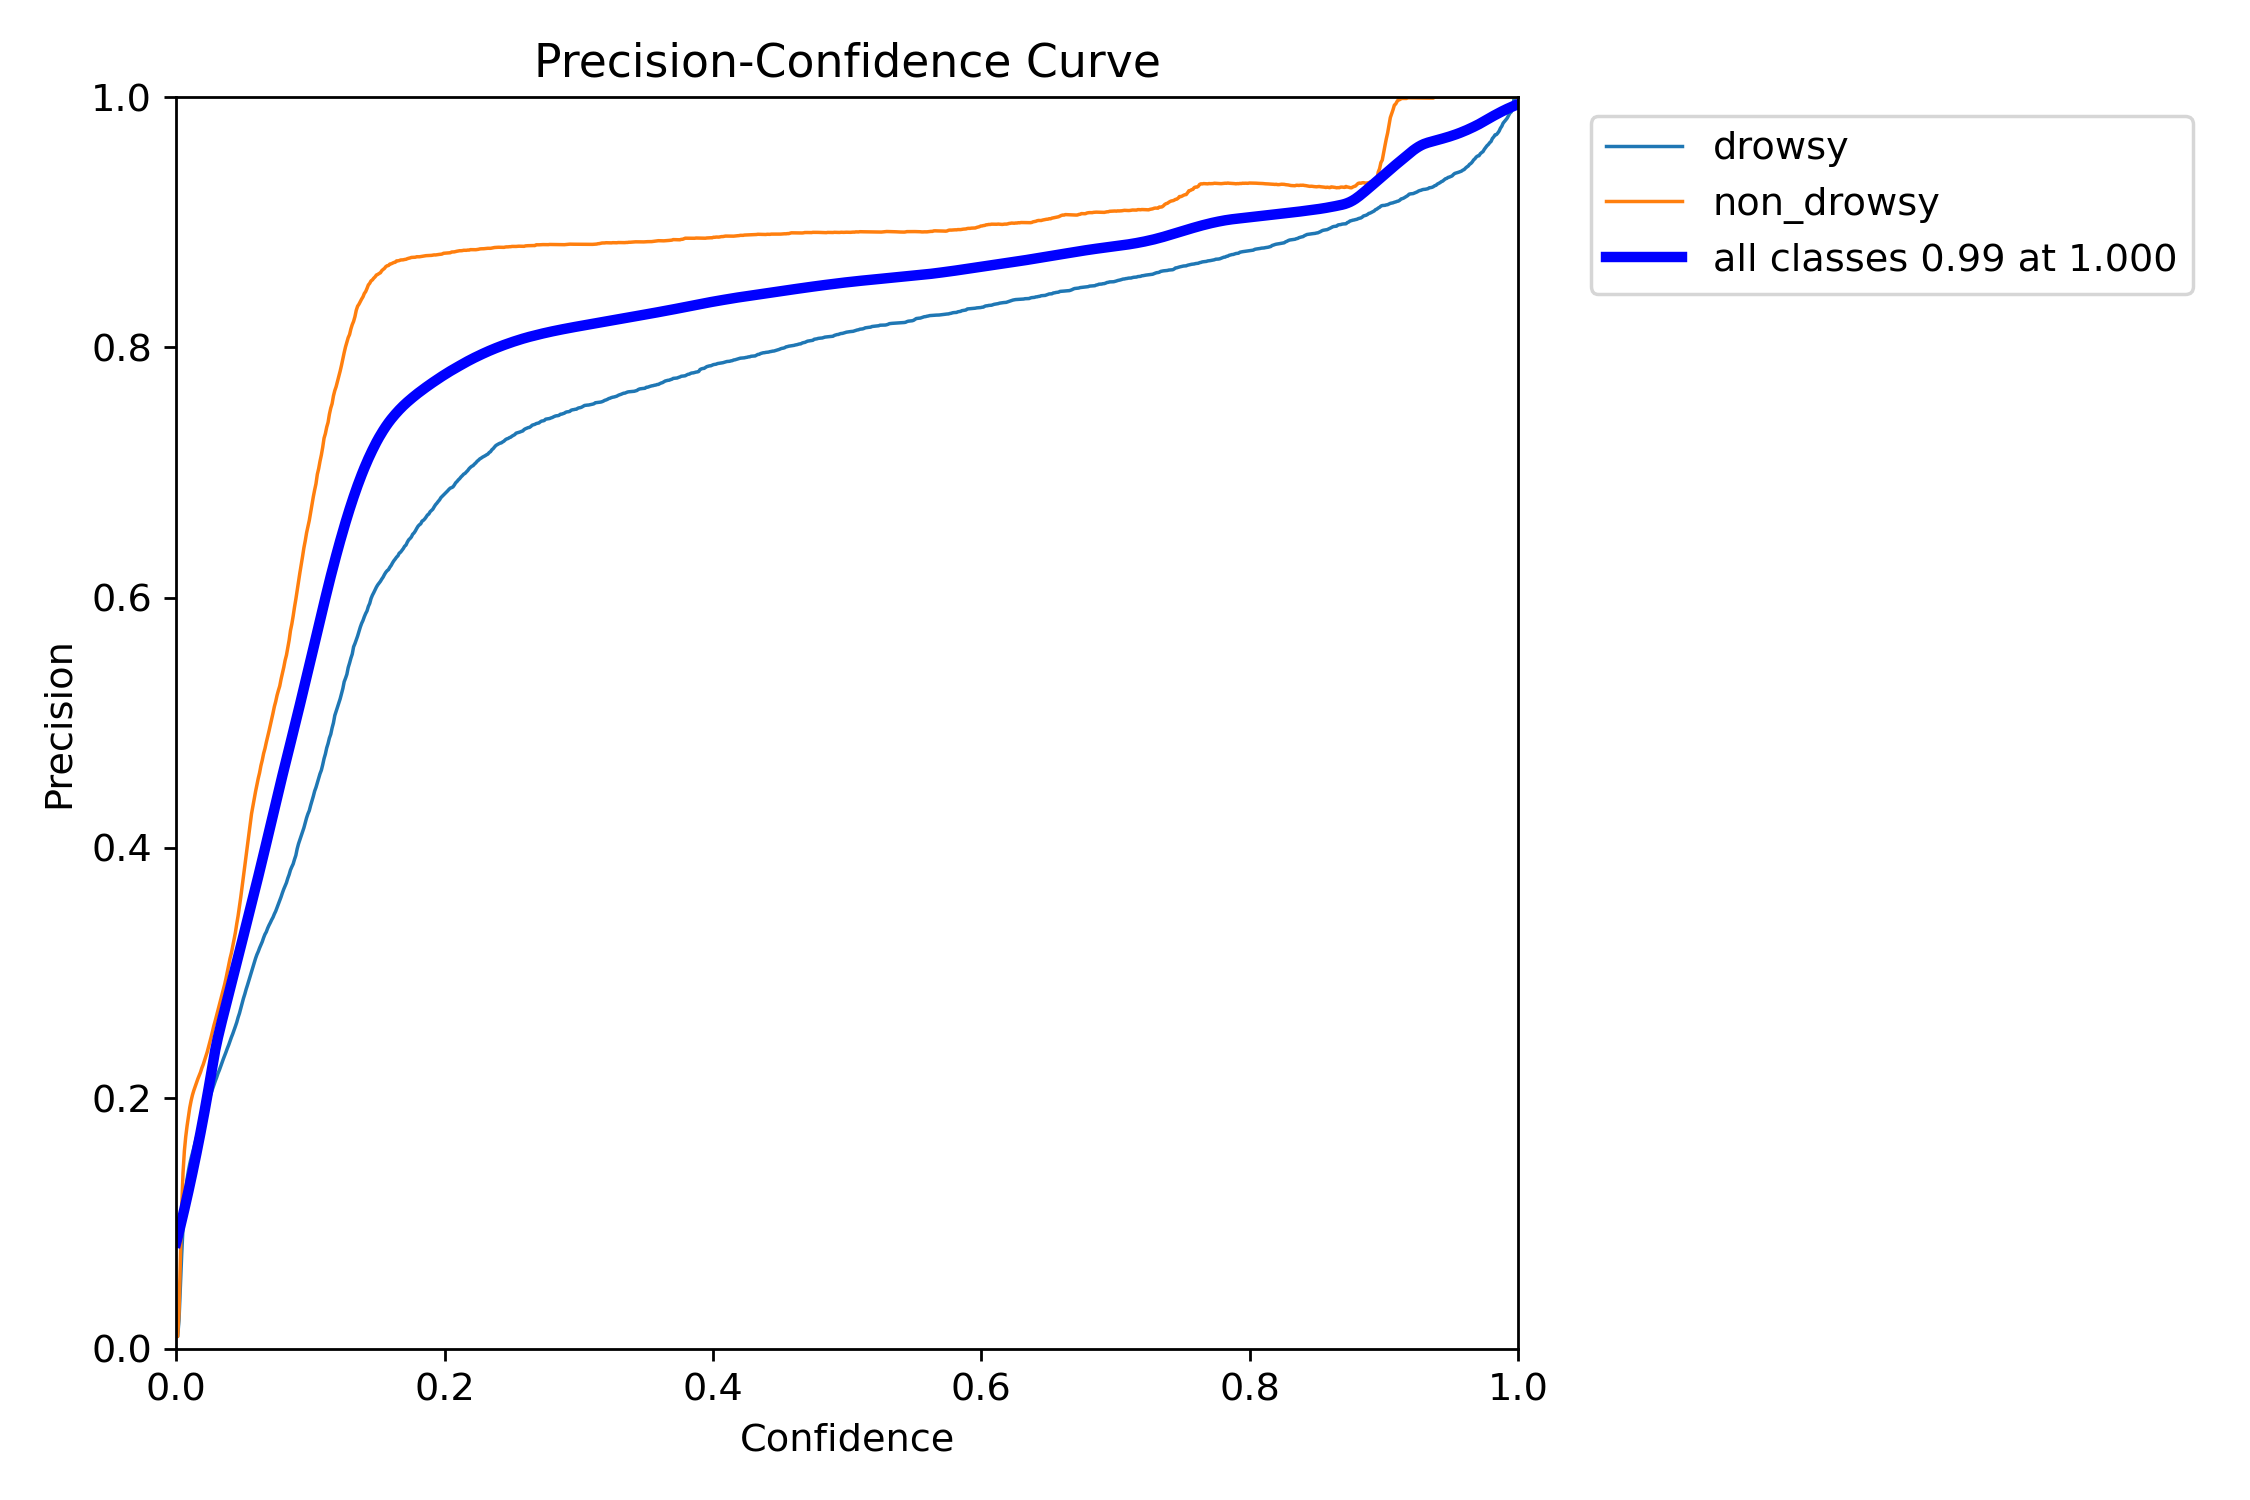 Precision-Confidence Curve
1.0
0.8
0.6
0.4
0.2
0.0
Precision
0.0 0.2 0.4 0.6 0.8 1.0
Confidence
drowsy
non_drowsy
all classes 0.99 at 1.000